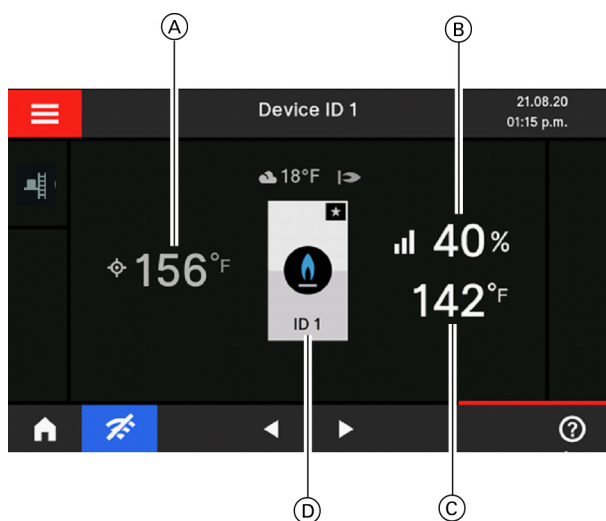 A
B
Device ID 1
21.08.20
01:15 p.m.
18°F
40%
156°F
142°F
ID 1
?
D
C